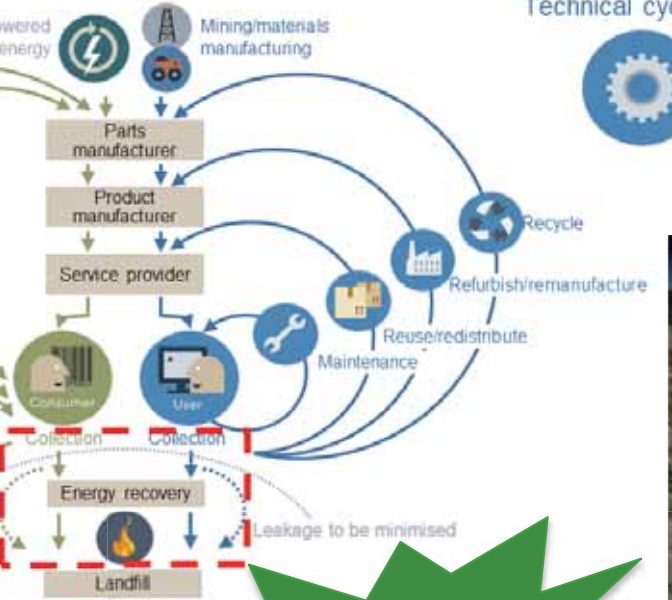 Technical
energy
Mining/materials
manufacturing
Parts
manufacturer
Product
manufacturer
Recycle
Service provider
Refurbish/remanufacture
Reuse/redistribute
Maintenance
Consumer
User
Collection
Collection
Energy recovery
Leakage to be minimised
Landfill